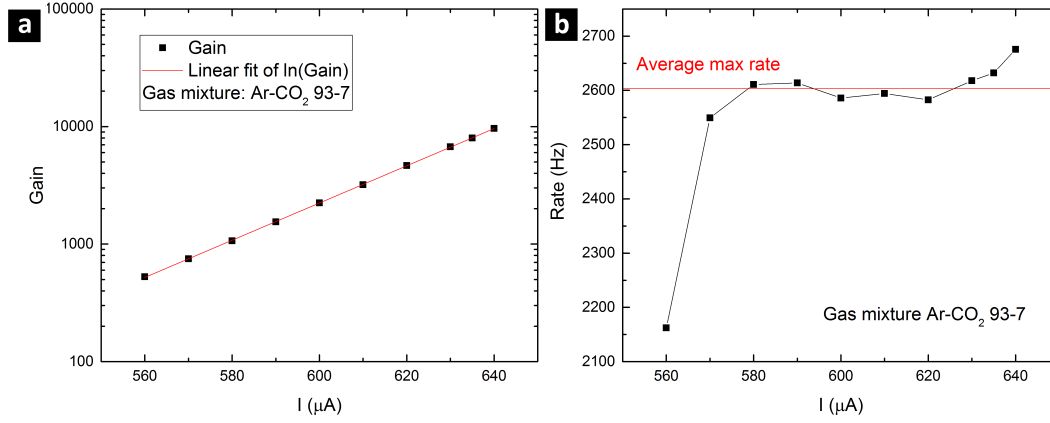 a
100000
10000
1000
100
Gain
Gain
Linear fit of ln(Gain)
Gas mixture: Ar-CO₂ 93-7
560 580 600 620 640
I (μA)
b
2700
2600
2500
2400
2300
2200
2100
Rate (Hz)
Average max rate
Gas mixture Ar-CO₂ 93-7
560 580 600 620 640
I (μA)